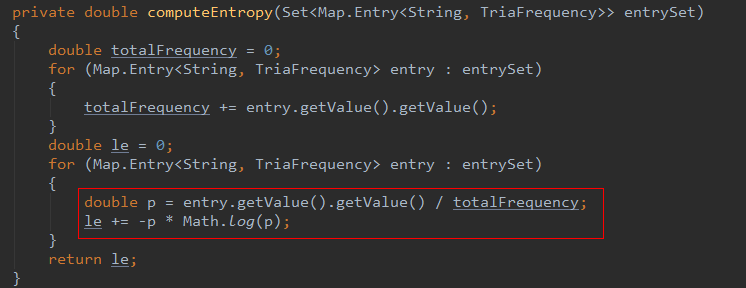 private double computeEntropy(Set<Map.Entry<String, TriaFrequency>> entrySet)
{
    double totalFrequency = 0;
    for (Map.Entry<String, TriaFrequency> entry : entrySet)
    {
        totalFrequency += entry.getValue().getValue();
    }
    double le = 0;
    for (Map.Entry<String, TriaFrequency> entry : entrySet)
    {
        double p = entry.getValue().getValue() / totalFrequency;
        le += -p * Math.log(p);
    }
    return le;
}